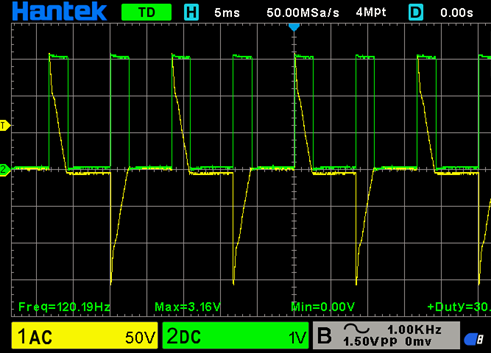 Hantek TD H 5ms 50.00MSa/s 4Mpt D 0.00s
T
2
Freq=120.19Hz Max=3.16V Min=0.00V +Duty=30.
1AC 50V 2DC 1V B 1.00KHz
1.50VPP 0mv